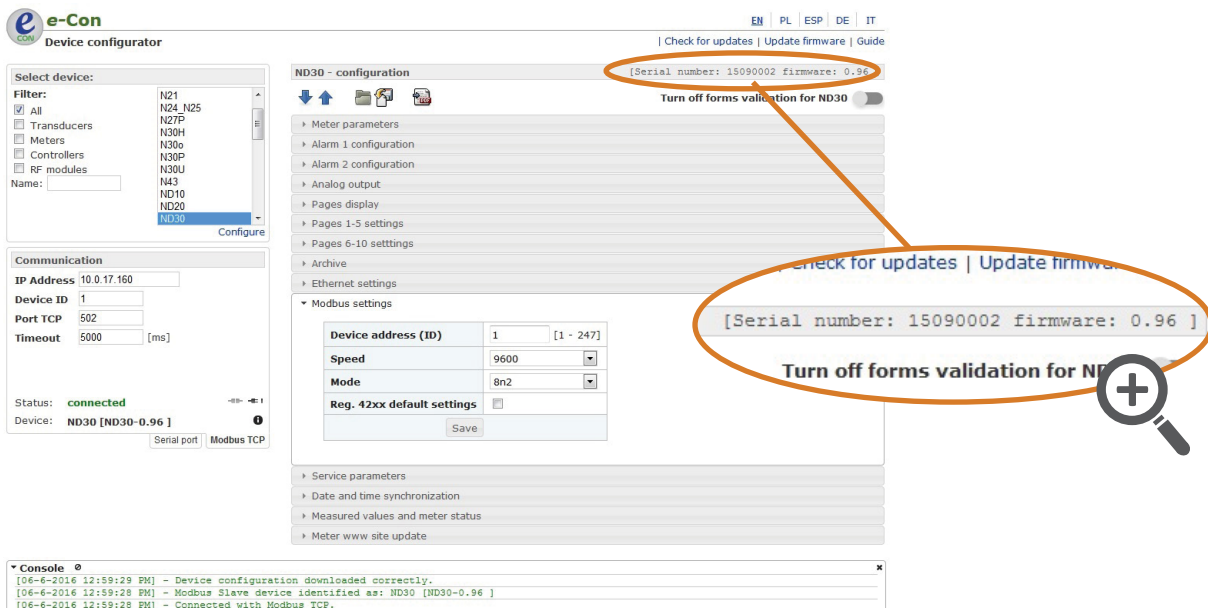 e
CON
e-Con
Device configurator
EN | PL | ESP | DE | IT
| Check for updates | Update firmware | Guide
Select device:
Filter:
All
Transducers
Meters
Controllers
RF modules
Name:
N21
N24_N25
N27P
N30H
N30o
N30P
N30U
N43
ND10
ND20
ND30
Configure
Communication
IP Address 10.0.17.160
Device ID 1
Port TCP 502
Timeout 5000 [ms]
Status: connected
Device: ND30 [ND30-0.96 ]
Serial port Modbus TCP
ND30 - configuration [Serial number: 15090002 firmware: 0.96
Turn off forms validation for ND30
Meter parameters
Alarm 1 configuration
Alarm 2 configuration
Analog output
Pages display
Pages 1-5 settings
Pages 6-10 setttings
Archive
Ethernet settings
Modbus settings
Device address (ID) 1 [1 - 247]
Speed 9600
Mode 8n2
Reg. 42xx default settings
Save
Service parameters
Date and time synchronization
Measured values and meter status
Meter www site update
Check for updates | Update firmwa
[Serial number: 15090002 firmware: 0.96 ]
Turn off forms validation for ND
Console
[06-6-2016 12:59:29 PM] - Device configuration downloaded correctly.
[06-6-2016 12:59:28 PM] - Modbus Slave device identified as: ND30 [ND30-0.96 ]
[06-6-2016 12:59:28 PM] - Connected with Modbus TCP.